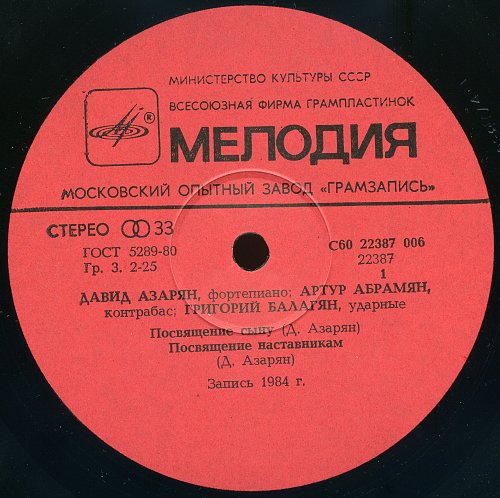 МИНИСТЕРСТВО КУЛЬТУРЫ СССР
ВСЕСОЮЗНАЯ ФИРМА ГРАМПЛАСТИНОК
®
МЕЛОДИЯ
МОСКОВСКИЙ ОПЫТНЫЙ ЗАВОД «ГРАМЗАПИСЬ»
СТЕРЕО 33
ГОСТ 5289-80
Гр. 3. 2-25
С60 22387 006
22387
1
ДАВИД АЗАРЯН, фортепиано; АРТУР АБРАМЯН,
контрабас; ГРИГОРИЙ БАЛАГЯН, ударные
Посвящение сыну (Д. Азарян)
Посвящение наставникам
(Д. Азарян)
Запись 1984 г.